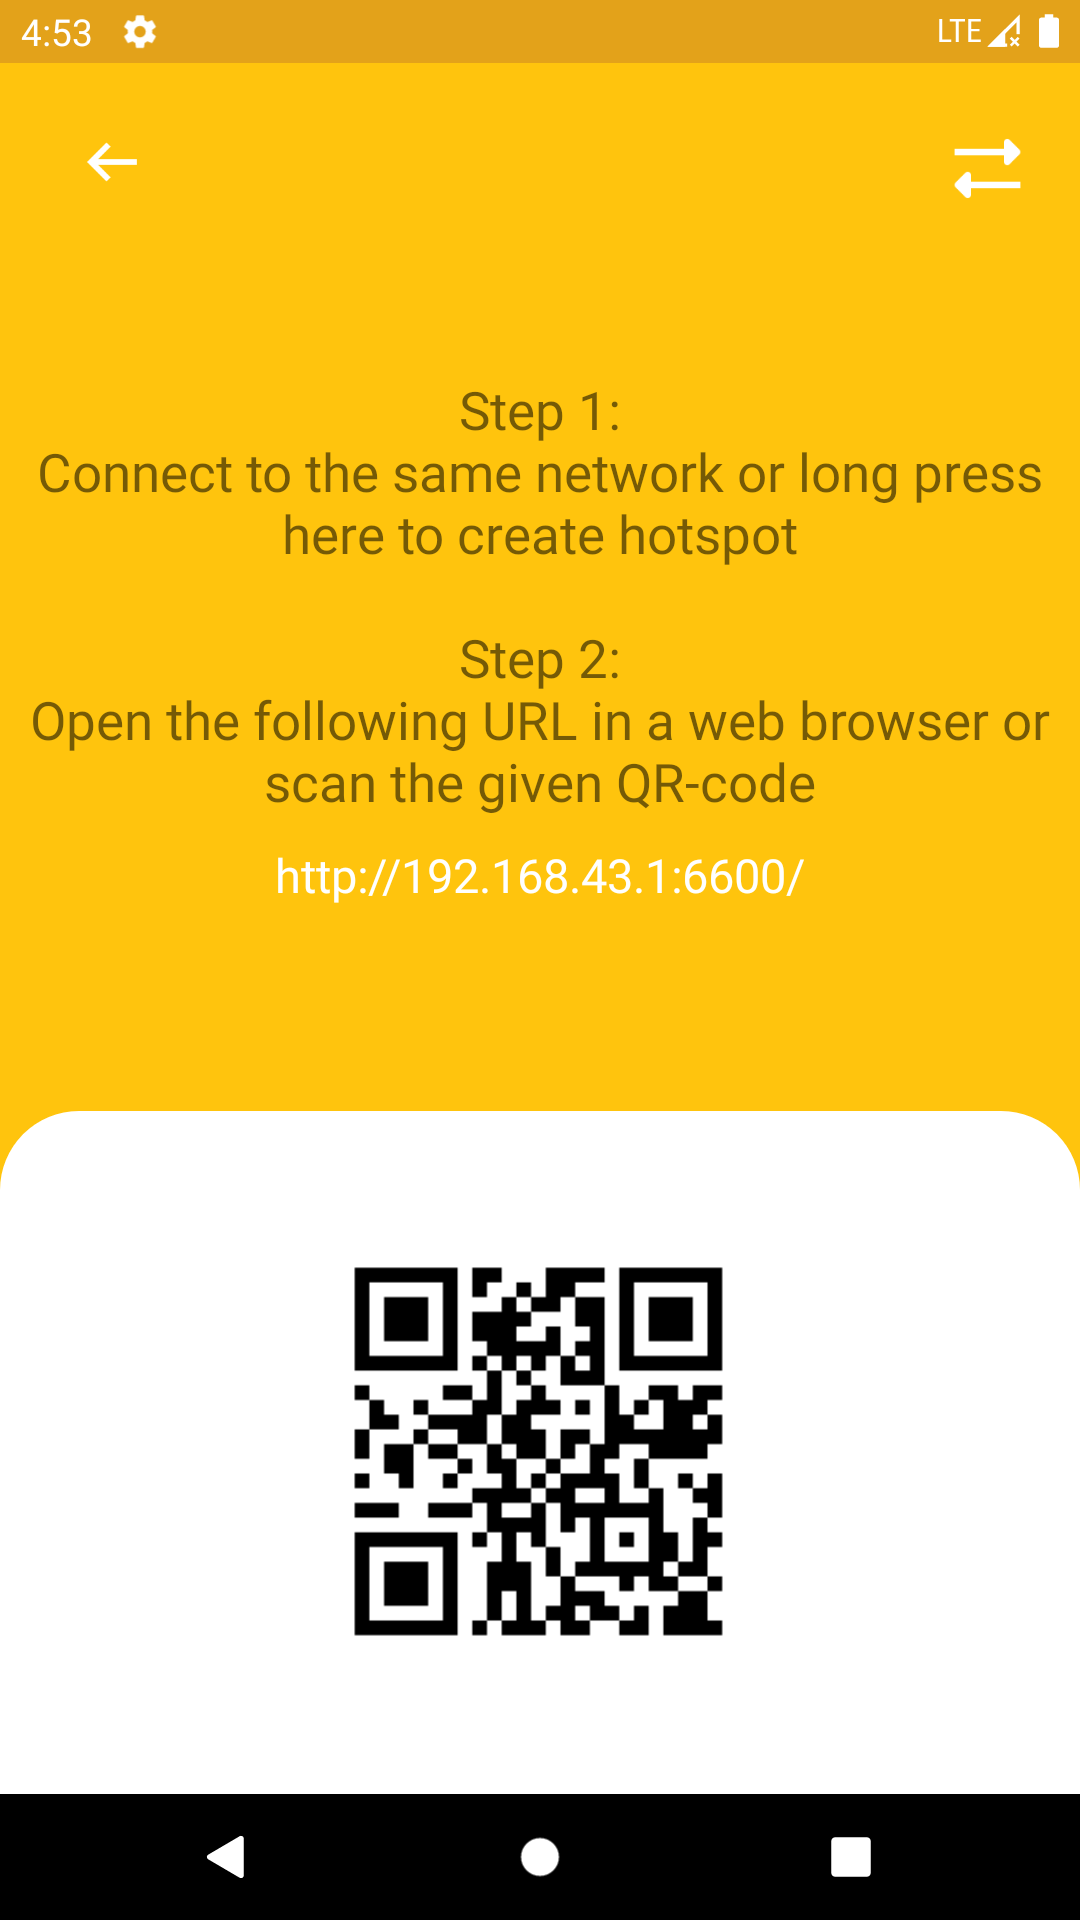 4:53
LTE
Step 1:
Connect to the same network or long press
here to create hotspot
Step 2:
Open the following URL in a web browser or
scan the given QR-code
http://192.168.43.1:6600/